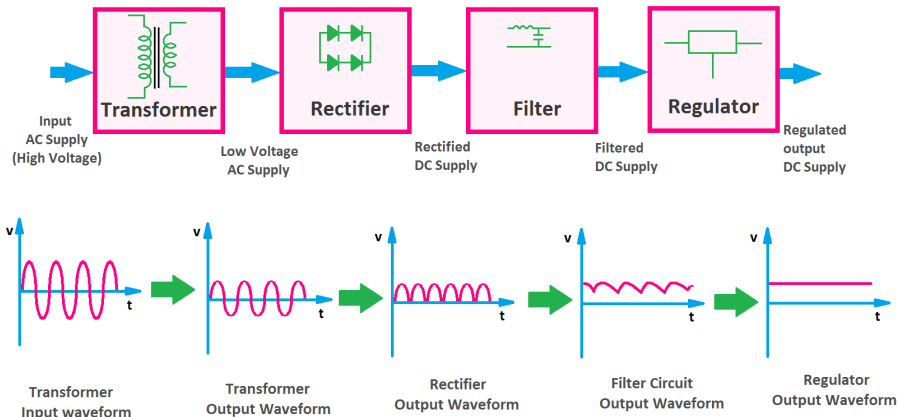 Transformer
Rectifier
Filter
Regulator
Input
AC Supply
(High Voltage)
Low Voltage
AC Supply
Rectified
DC Supply
Filtered
DC Supply
Regulated
output
DC Supply
v
t
v
t
v
t
v
t
v
t
Transformer
Input waveform
Transformer
Output Waveform
Rectifier
Output Waveform
Filter Circuit
Output Waveform
Regulator
Output Waveform